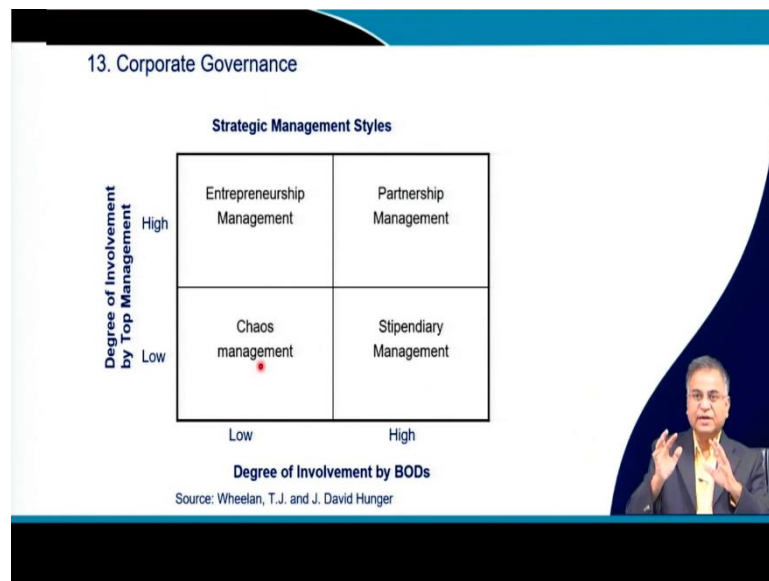 13. Corporate Governance
Strategic Management Styles
Degree of Involvement
by Top Management
High
Entrepreneurship
Management
Partnership
Management
Low
Chaos
management
Stipendiary
Management
Low
High
Degree of Involvement by BODs
Source: Wheelan, T.J. and J. David Hunger